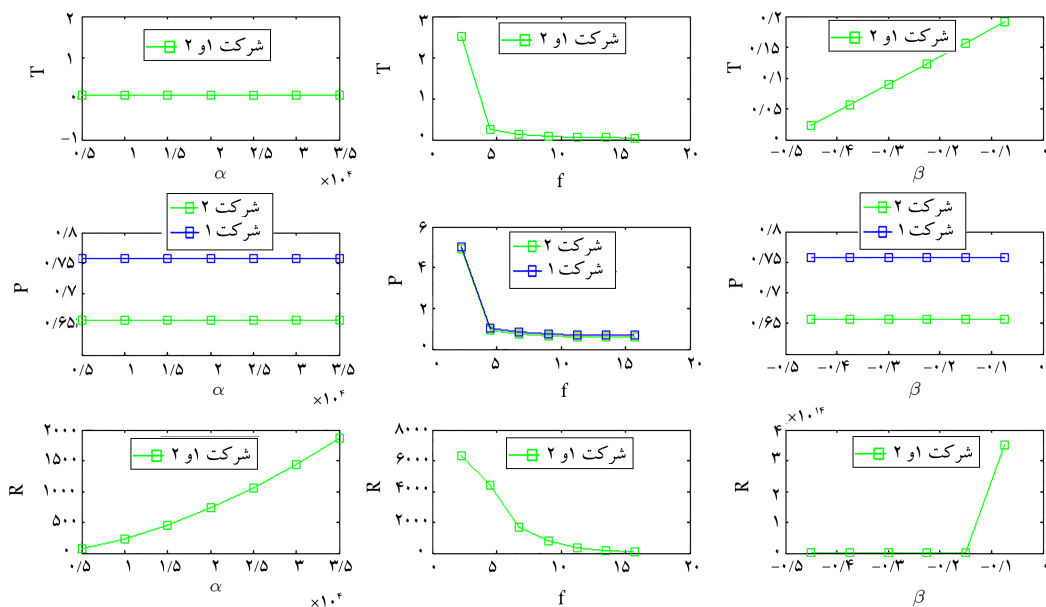 ۲
۱
۰
−۱
T
شرکت ۱و ۲
۰/۵ ۱ ۱/۵ ۲ ۲/۵ ۳ ۳/۵
α
×۱۰⁴
۳
۲
۱
۰
T
شرکت ۱و ۲
۰ ۵ ۱۰ ۱۵ ۲۰
f
۰/۲
۰/۱۵
۰/۱
۰/۰۵
۰
T
شرکت ۱و ۲
−۰/۵ −۰/۴ −۰/۳ −۰/۲ −۰/۱ ۰
β
۰/۸
۰/۷۵
۰/۷
۰/۶۵
P
شرکت ۲
شرکت ۱
۰/۵ ۱ ۱/۵ ۲ ۲/۵ ۳ ۳/۵
α
×۱۰⁴
۶
۴
۲
۰
P
شرکت ۲
شرکت ۱
۰ ۵ ۱۰ ۱۵ ۲۰
f
۰/۸
۰/۷۵
۰/۷
۰/۶۵
P
شرکت ۲
شرکت ۱
−۰/۵ −۰/۴ −۰/۳ −۰/۲ −۰/۱ ۰
β
۲۰۰۰
۱۵۰۰
۱۰۰۰
۵۰۰
۰
R
شرکت ۱و ۲
۰/۵ ۱ ۱/۵ ۲ ۲/۵ ۳ ۳/۵
α
×۱۰⁴
۸۰۰۰
۶۰۰۰
۴۰۰۰
۲۰۰۰
۰
R
شرکت ۱و ۲
۰ ۵ ۱۰ ۱۵ ۲۰
f
×۱۰¹⁴
۴
۳
۲
۱
۰
R
شرکت ۱و ۲
−۰/۵ −۰/۴ −۰/۳ −۰/۲ −۰/۱ ۰
β